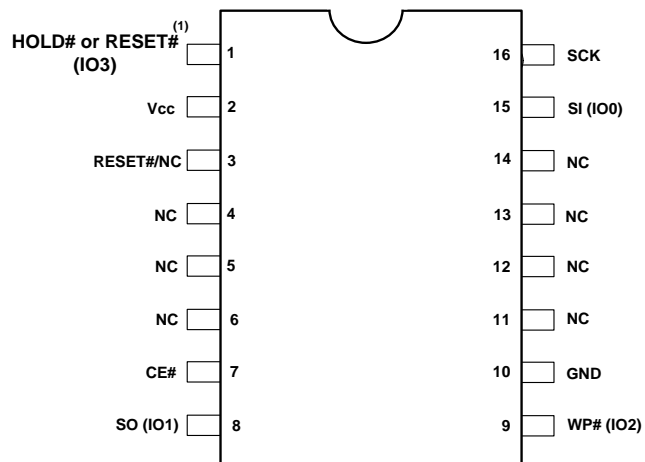 HOLD# or RESET# (1)
(IO3)
1
16
SCK
Vcc
2
15
SI (IO0)
RESET#/NC
3
14
NC
NC
4
13
NC
NC
5
12
NC
NC
6
11
NC
CE#
7
10
GND
SO (IO1)
8
9
WP# (IO2)